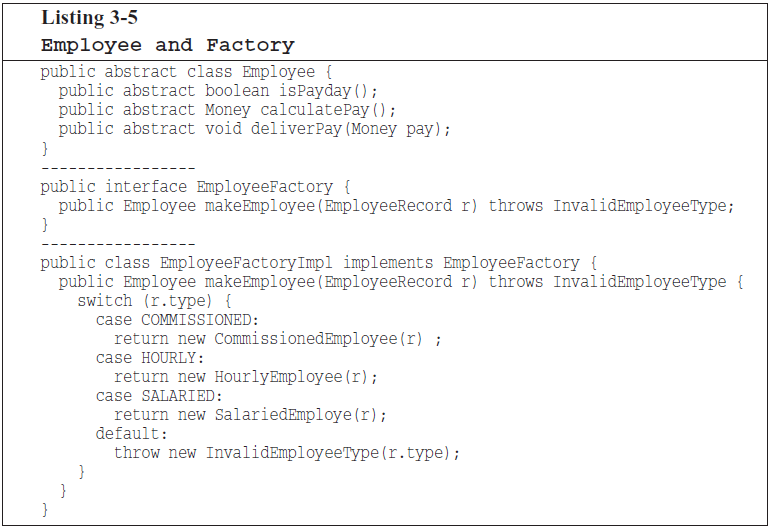 Listing 3-5
Employee and Factory
public abstract class Employee {
public abstract boolean isPayday();
public abstract Money calculatePay();
public abstract void deliverPay(Money pay);
}
-----------------
public interface EmployeeFactory {
public Employee makeEmployee(EmployeeRecord r) throws InvalidEmployeeType;
}
-----------------
public class EmployeeFactoryImpl implements EmployeeFactory {
public Employee makeEmployee(EmployeeRecord r) throws InvalidEmployeeType {
switch (r.type) {
case COMMISSIONED:
return new CommissionedEmployee(r) ;
case HOURLY:
return new HourlyEmployee(r);
case SALARIED:
return new SalariedEmploye(r);
default:
throw new InvalidEmployeeType(r.type);
}
}
}